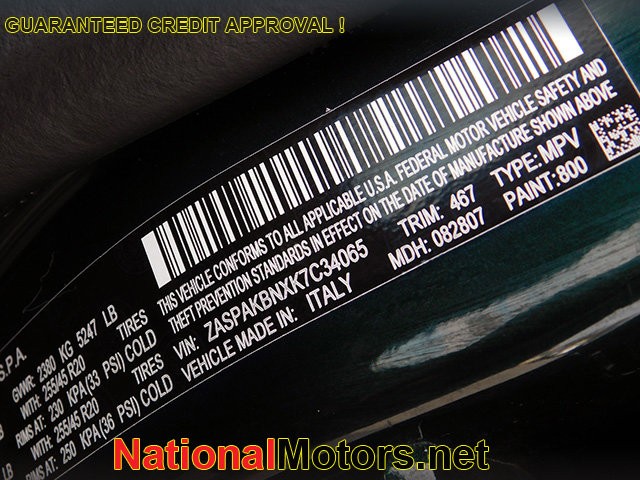 GUARANTEED CREDIT APPROVAL !
S.P.A.
GVWR: 2380 KG 5247 LB
WITH: 255/45 R20 TIRES
RIMS AT: 230 KPA(33 PSI) COLD
WITH: 255/45 R20 TIRES
LB
RIMS AT: 250 KPA(36 PSI) COLD
THIS VEHICLE CONFORMS TO ALL APPLICABLE U.S.A. FEDERAL MOTOR VEHICLE SAFETY AND
THEFT PREVENTION STANDARDS IN EFFECT ON THE DATE OF MANUFACTURE SHOWN ABOVE
VIN: ZASPAKBNXK7C34065 TRIM: 467 TYPE: MPV
VEHICLE MADE IN: ITALY MDH: 082807 PAINT: 800
NationalMotors.net